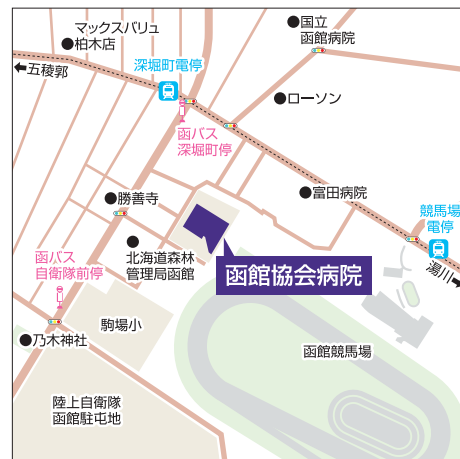 国立
函館病院
マックスバリュ
柏木店
深堀町電停
五稜郭
ローソン
函バス
深堀町停
勝善寺
富田病院
競馬場
電停
函バス
自衛隊前停
北海道森林
管理局函館
函館協会病院
湯川
駒場小
乃木神社
函館競馬場
陸上自衛隊
函館駐屯地